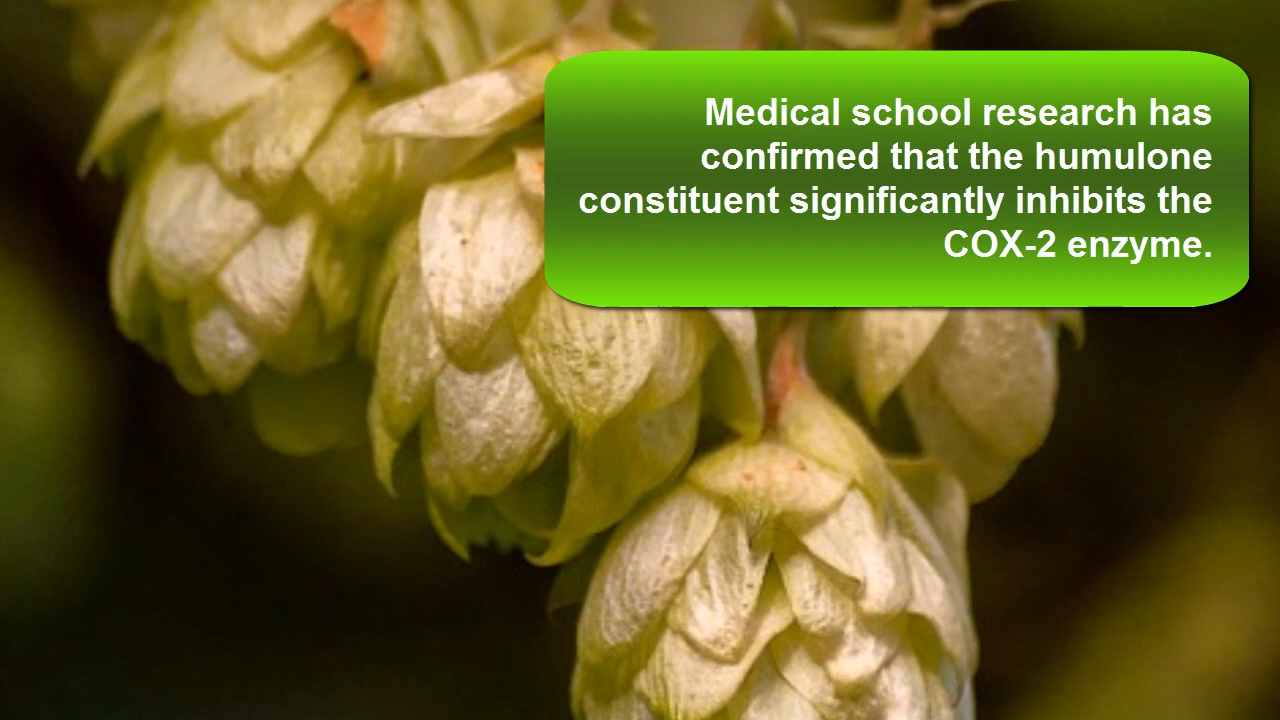 Medical school research has
confirmed that the humulone
constituent significantly inhibits the
COX-2 enzyme.